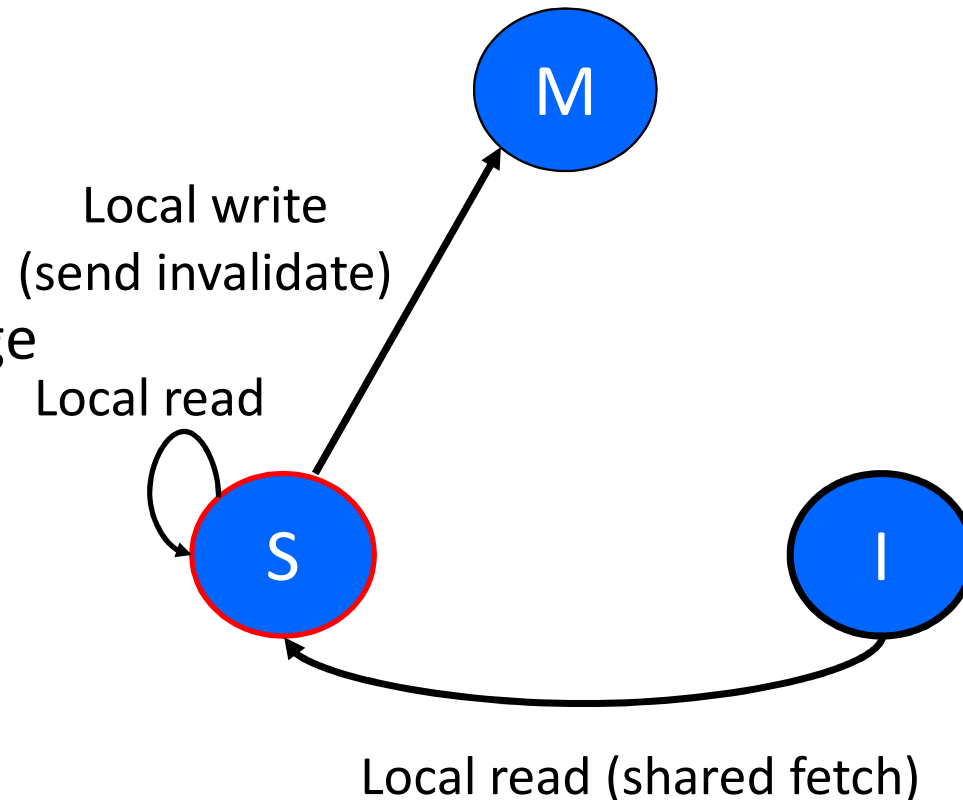 M
Local write
(send invalidate)
Local read
S
I
Local read (shared fetch)